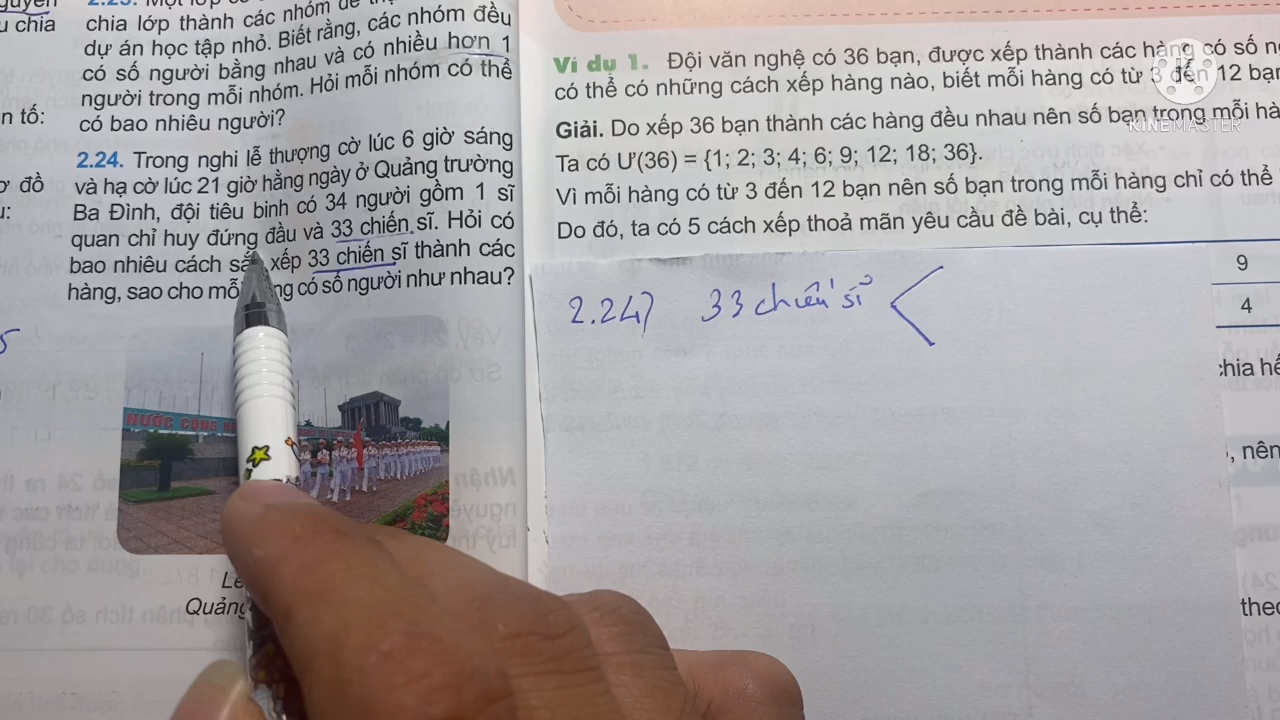 u chia
n tố:
ơ đồ
chia lớp thành các nhóm
dự án học tập nhỏ. Biết rằng, các nhóm đều
có số người bằng nhau và có nhiều hơn 1
người trong mỗi nhóm. Hỏi mỗi nhóm có thể
có bao nhiêu người?
2.24. Trong nghi lễ thượng cờ lúc 6 giờ sáng
và hạ cờ lúc 21 giờ hằng ngày ở Quảng trường
Ba Đình, đội tiêu binh có 34 người gồm 1 sĩ
quan chỉ huy đứng đầu và 33 chiến sĩ. Hỏi có
bao nhiêu cách xếp 33 chiến sĩ thành các
hàng, sao cho có số người như nhau?
NƯỚC CỘNG
Quảng
Ví dụ 1. Đội văn nghệ có 36 bạn, được xếp thành các hàng có số
có thể có những cách xếp hàng nào, biết mỗi hàng có từ 3 đến 12 bạn
Giải. Do xếp 36 bạn thành các hàng đều nhau nên số bạn trong mỗi
Ta có Ư(36) = {1; 2; 3; 4; 6; 9; 12; 18; 36}.
Vì mỗi hàng có từ 3 đến 12 bạn nên số bạn trong mỗi hàng chỉ có thể
Do đó, ta có 5 cách xếp thoả mãn yêu cầu đề bài, cụ thể:
9
4
2.24) 33 chiến sĩ
, nên
KINEMASTER